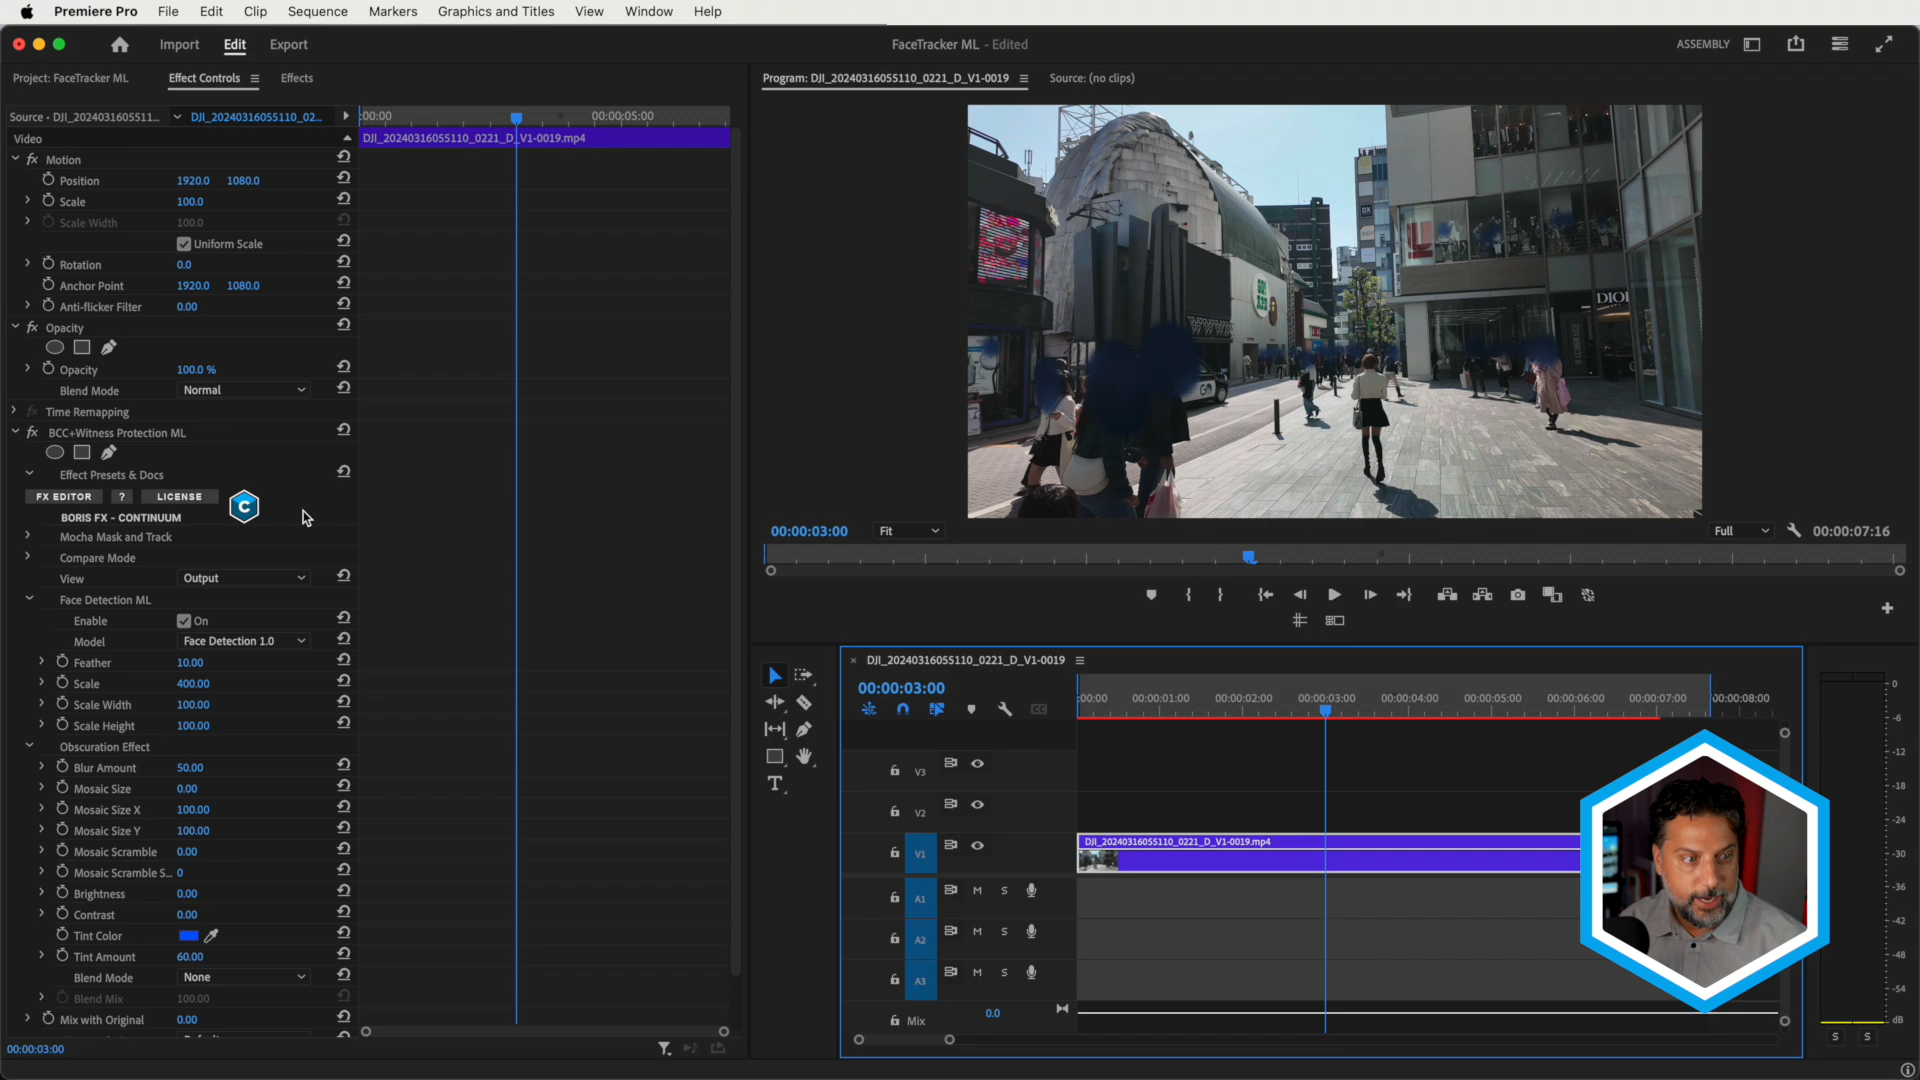 Premiere Pro File Edit Clip Sequence Markers Graphics and Titles View Window Help
Import Edit Export
FaceTracker ML - Edited
ASSEMBLY
Project: FaceTracker ML Effect Controls Effects
Source • DJI_2024031605511... DJI_20240316055110_02...
:00:00 00:00:05:00
Video
DJI_20240316055110_0221_D_V1-0019.mp4
fx Motion
Position 1920.0 1080.0
Scale 100.0
Scale Width 100.0
Uniform Scale
Rotation 0.0
Anchor Point 1920.0 1080.0
Anti-flicker Filter 0.00
fx Opacity
Opacity 100.0 %
Blend Mode Normal
fx Time Remapping
fx BCC+Witness Protection ML
Effect Presets & Docs
FX EDITOR ? LICENSE
C
BORIS FX - CONTINUUM
Mocha Mask and Track
Compare Mode
View Output
Face Detection ML
Enable On
Model Face Detection 1.0
Feather 10.00
Scale 400.00
Scale Width 100.00
Scale Height 100.00
Obscuration Effect
Blur Amount 50.00
Mosaic Size 0.00
Mosaic Size X 100.00
Mosaic Size Y 100.00
Mosaic Scramble 0.00
Mosaic Scramble S... 0
Brightness 0.00
Contrast 0.00
Tint Color
Tint Amount 60.00
Blend Mode None
Blend Mix 100.00
Mix with Original 0.00
00:00:03:00
Program: DJI_20240316055110_0221_D_V1-0019 Source: (no clips)
DX
DIOR
GO
00:00:03:00 Fit Full 00:00:07:16
× DJI_20240316055110_0221_D_V1-0019
00:00:03:00
:00:00 00:00:01:00 00:00:02:00 00:00:03:00 00:00:04:00 00:00:05:00 00:00:06:00 00:00:07:00 00:00:08:00
V3
V2
V1
DJI_20240316055110_0221_D_V1-0019.mp4
A1 M S
A2 M S
A3 M S
Mix 0.0
T
0
-6
-12
-18
-24
-30
-36
-42
-48
-54
dB
S S